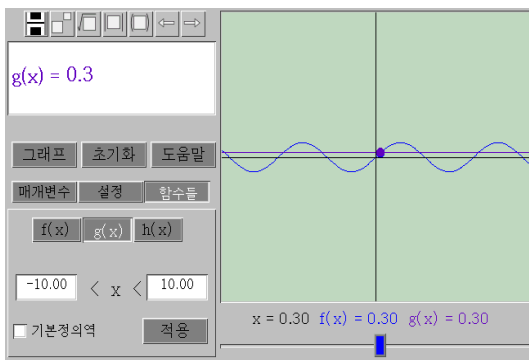 g(x) = 0.3
그래프 초기화 도움말
매개변수 설정 함수들
f(x) g(x) h(x)
-10.00 < x < 10.00
기본정의역 적용
x = 0.30 f(x) = 0.30 g(x) = 0.30